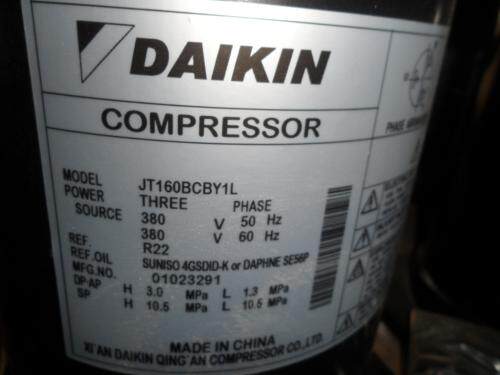 DAIKIN
COMPRESSOR
PHASE
MODEL JT160BCBY1L
POWER SOURCE THREE PHASE
380 V 50 Hz
380 V 60 Hz
REF. R22
REF.OIL SUNISO 4GSDID-K or DAPHNE SE56P
MFG.NO. 01023291
DP-AP H 3.0 MPa L 1.3 MPa
SP H 10.5 MPa L 10.5 MPa
MADE IN CHINA
XI'AN DAIKIN QING'AN COMPRESSOR CO.,LTD.